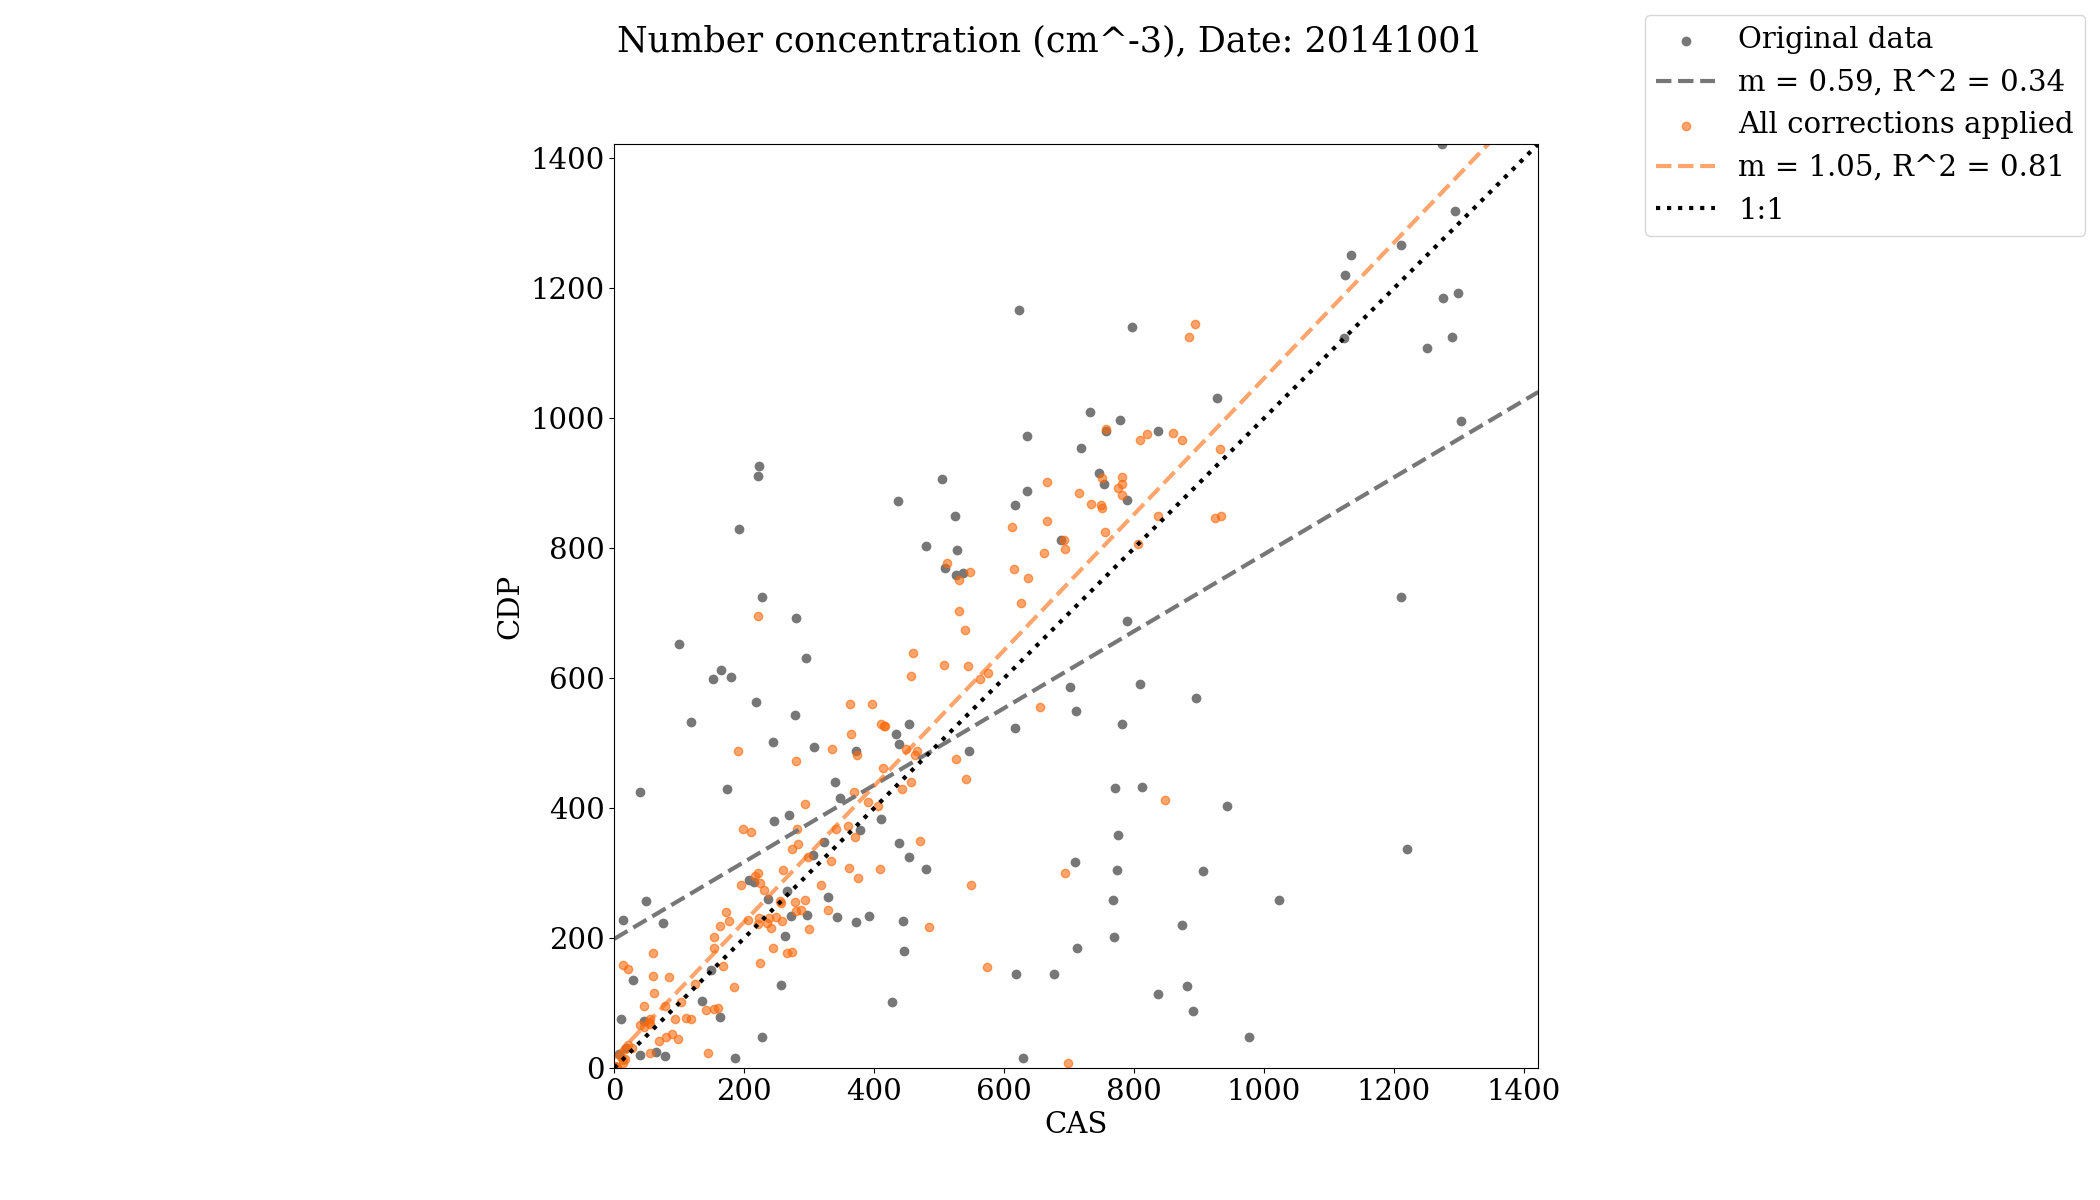 Number concentration (cm^-3), Date: 20141001
Original data
m = 0.59, R^2 = 0.34
All corrections applied
m = 1.05, R^2 = 0.81
1:1
1400
1200
1000
800
600
400
200
0
CDP
0 200 400 600 800 1000 1200 1400
CAS